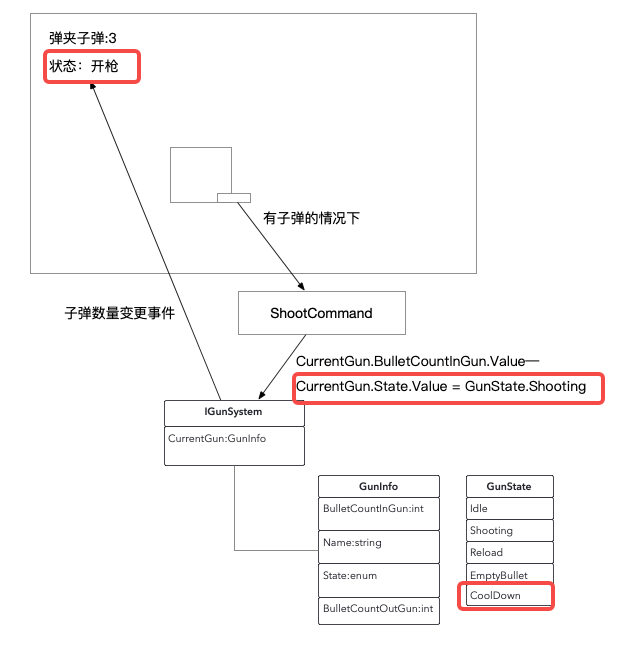 弹夹子弹:3
状态：开枪
有子弹的情况下
子弹数量变更事件
ShootCommand
CurrentGun.BulletCountInGun.Value—
CurrentGun.State.Value = GunState.Shooting
IGunSystem
CurrentGun:GunInfo
GunInfo
BulletCountInGun:int
Name:string
State:enum
BulletCountOutGun:int
GunState
Idle
Shooting
Reload
EmptyBullet
CoolDown